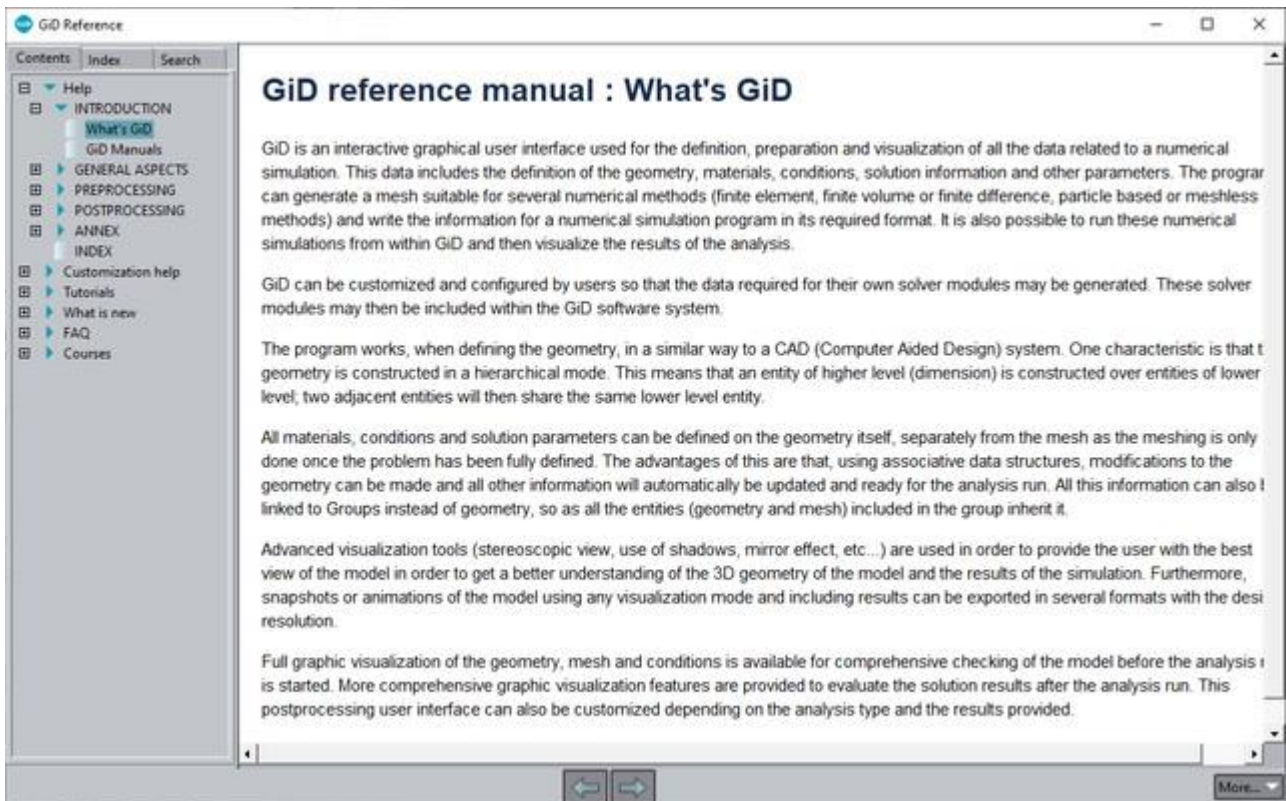 GiD Reference
Contents Index Search
Help
INTRODUCTION
What's GiD
GiD Manuals
GENERAL ASPECTS
PREPROCESSING
POSTPROCESSING
ANNEX
INDEX
Customization help
Tutorials
What is new
FAQ
Courses
GiD reference manual : What's GiD
GiD is an interactive graphical user interface used for the definition, preparation and visualization of all the data related to a numerical
simulation. This data includes the definition of the geometry, materials, conditions, solution information and other parameters. The progra
can generate a mesh suitable for several numerical methods (finite element, finite volume or finite difference, particle based or meshless
methods) and write the information for a numerical simulation program in its required format. It is also possible to run these numerical
simulations from within GiD and then visualize the results of the analysis.
GiD can be customized and configured by users so that the data required for their own solver modules may be generated. These solver
modules may then be included within the GiD software system.
The program works, when defining the geometry, in a similar way to a CAD (Computer Aided Design) system. One characteristic is that t
geometry is constructed in a hierarchical mode. This means that an entity of higher level (dimension) is constructed over entities of lower
level; two adjacent entities will then share the same lower level entity.
All materials, conditions and solution parameters can be defined on the geometry itself, separately from the mesh as the meshing is only
done once the problem has been fully defined. The advantages of this are that, using associative data structures, modifications to the
geometry can be made and all other information will automatically be updated and ready for the analysis run. All this information can also
linked to Groups instead of geometry, so as all the entities (geometry and mesh) included in the group inherit it.
Advanced visualization tools (stereoscopic view, use of shadows, mirror effect, etc...) are used in order to provide the user with the best
view of the model in order to get a better understanding of the 3D geometry of the model and the results of the simulation. Furthermore,
snapshots or animations of the model using any visualization mode and including results can be exported in several formats with the desi
resolution.
Full graphic visualization of the geometry, mesh and conditions is available for comprehensive checking of the model before the analysis
is started. More comprehensive graphic visualization features are provided to evaluate the solution results after the analysis run. This
postprocessing user interface can also be customized depending on the analysis type and the results provided.
More...